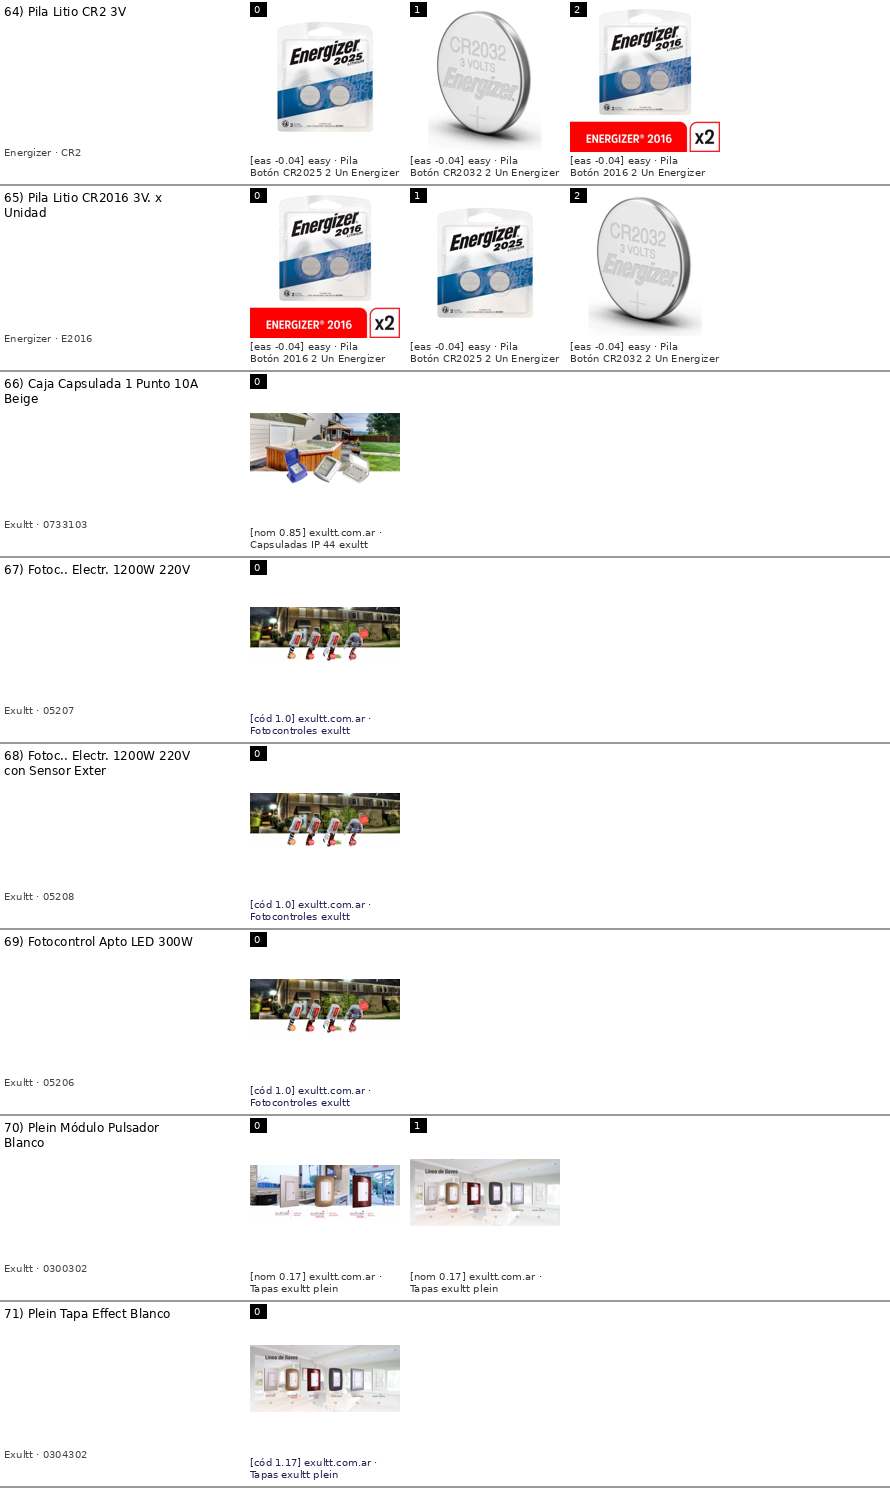 64) Pila Litio CR2 3V
Energizer · CR2
0
Energizer
2025
LITHIUM
[eas -0.04] easy · Pila
Botón CR2025 2 Un Energizer
1
CR2032
3 VOLTS
Energizer
[eas -0.04] easy · Pila
Botón CR2032 2 Un Energizer
2
Energizer
2016
LITHIUM
ENERGIZER® 2016
x2
[eas -0.04] easy · Pila
Botón 2016 2 Un Energizer
65) Pila Litio CR2016 3V. x
Unidad
Energizer · E2016
0
Energizer
2016
LITHIUM
ENERGIZER® 2016
x2
[eas -0.04] easy · Pila
Botón 2016 2 Un Energizer
1
Energizer
2025
LITHIUM
[eas -0.04] easy · Pila
Botón CR2025 2 Un Energizer
2
CR2032
3 VOLTS
Energizer
[eas -0.04] easy · Pila
Botón CR2032 2 Un Energizer
66) Caja Capsulada 1 Punto 10A
Beige
Exultt · 0733103
0
[nom 0.85] exultt.com.ar ·
Capsuladas IP 44 exultt
67) Fotoc.. Electr. 1200W 220V
Exultt · 05207
0
[cód 1.0] exultt.com.ar ·
Fotocontroles exultt
68) Fotoc.. Electr. 1200W 220V
con Sensor Exter
Exultt · 05208
0
[cód 1.0] exultt.com.ar ·
Fotocontroles exultt
69) Fotocontrol Apto LED 300W
Exultt · 05206
0
[cód 1.0] exultt.com.ar ·
Fotocontroles exultt
70) Plein Módulo Pulsador
Blanco
Exultt · 0300302
0
[nom 0.17] exultt.com.ar ·
Tapas exultt plein
1
Línea de llaves
[nom 0.17] exultt.com.ar ·
Tapas exultt plein
71) Plein Tapa Effect Blanco
Exultt · 0304302
0
Línea de llaves
[cód 1.17] exultt.com.ar ·
Tapas exultt plein